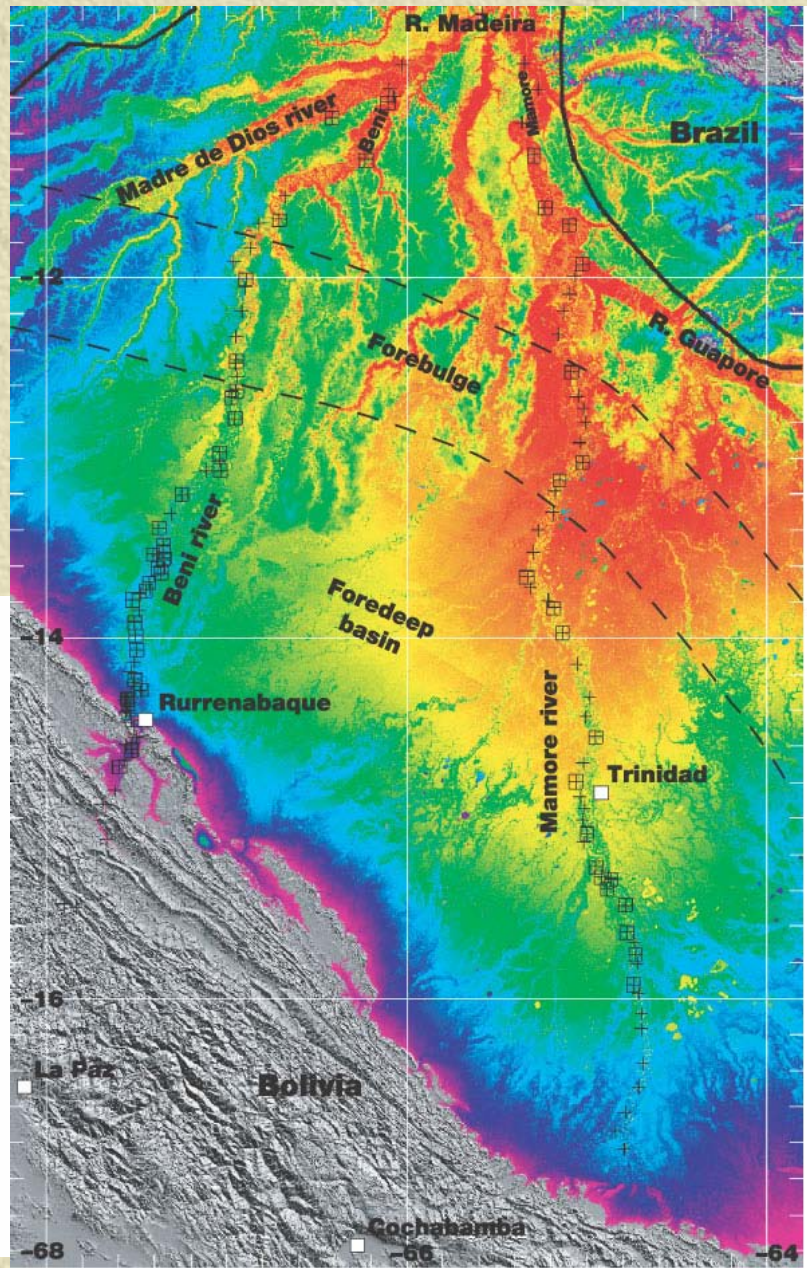 R. Madeira
Mamore
Brazil
Madre de Dios river
Beni
-12
R. Guapore
Forebulge
Beni river
Foredeep
basin
-14
Rurrenabaque
Mamore river
Trinidad
-16
La Paz
Bolivia
Cochabamba
-68
-66
-64